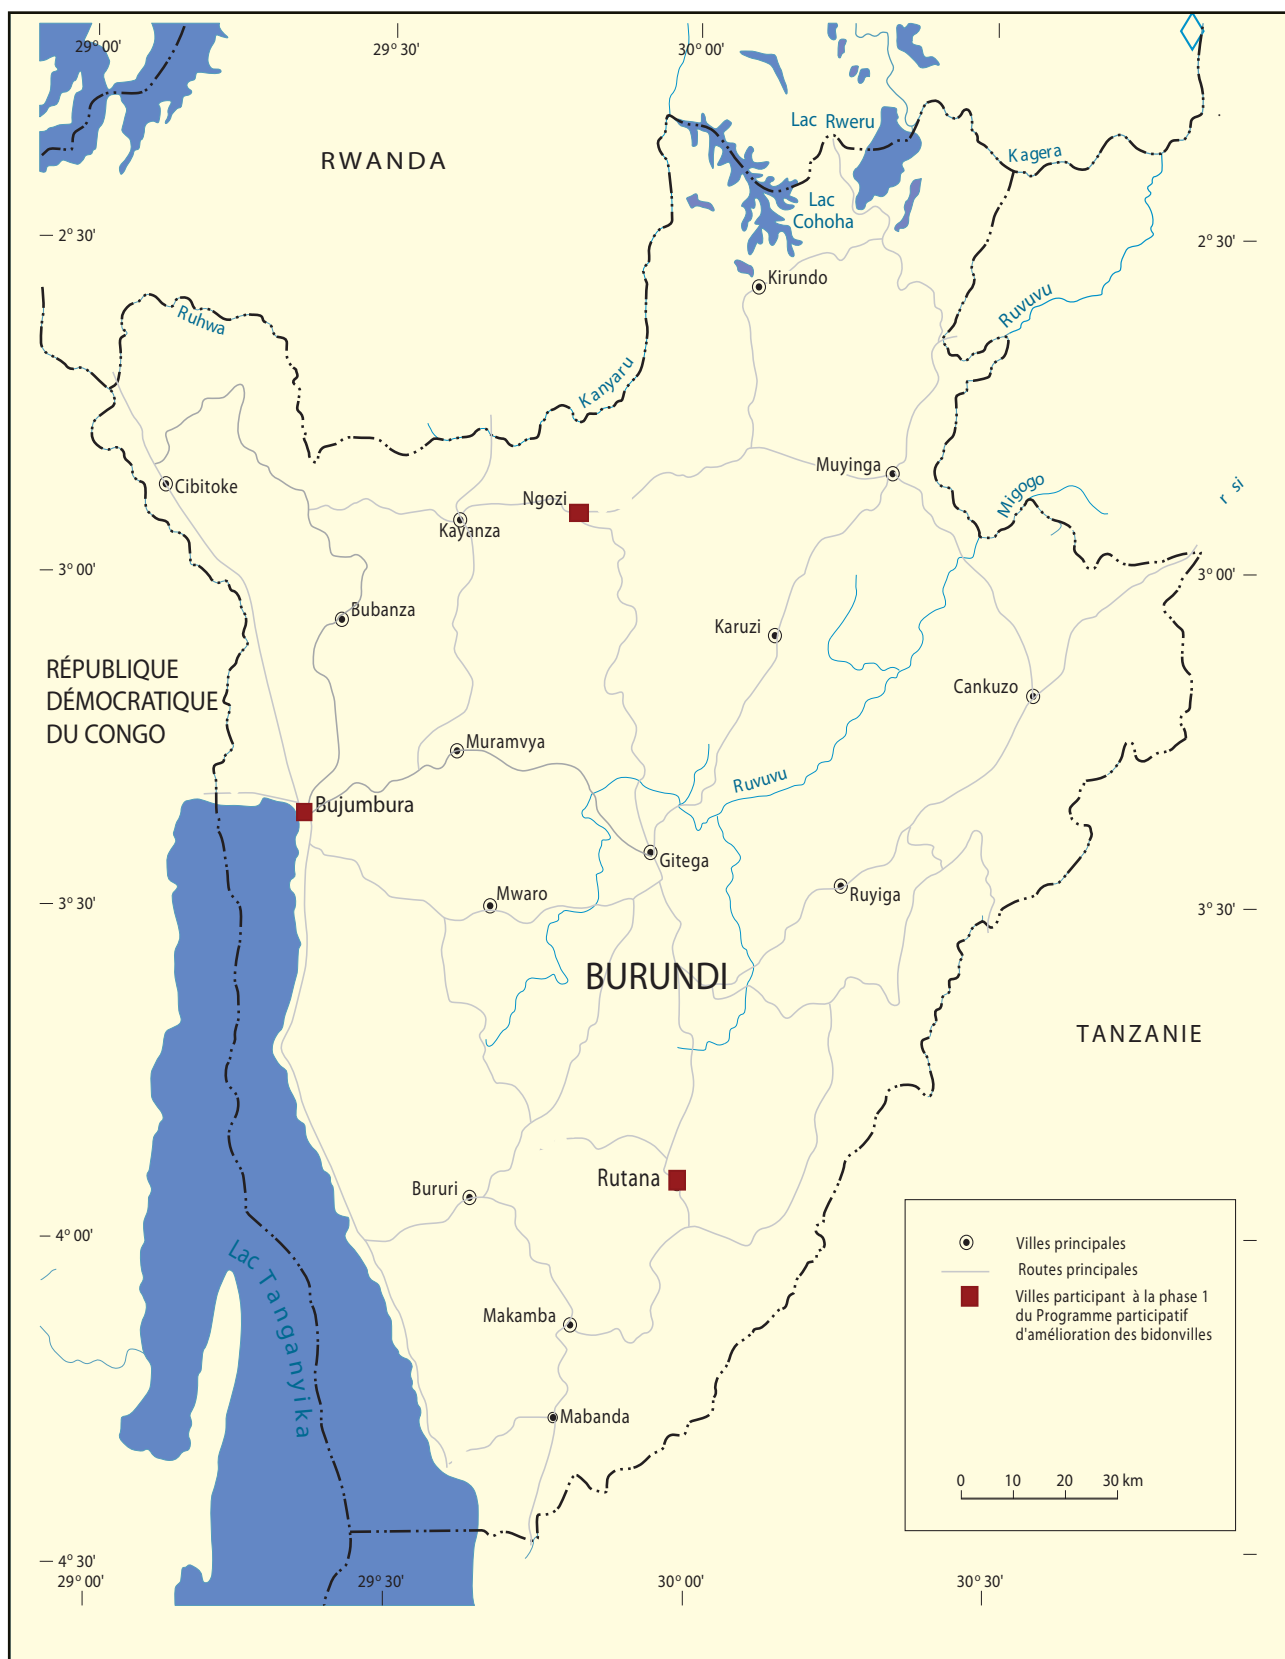 29° 00'
29° 30'
30° 00'
Lac Rweru
Kagera
RWANDA
Lac
Cohoha
2° 30'
2° 30'
Kirundo
Ruvuvu
Ruhwa
Kanyaru
Muyinga
Migogo
r si
Cibitoke
Ngozi
Kayanza
3° 00'
3° 00'
Bubanza
Karuzi
RÉPUBLIQUE
DÉMOCRATIQUE
DU CONGO
Cankuzo
Muramvya
Ruvuvu
Bujumbura
Gitega
Mwaro
Ruyiga
3° 30'
3° 30'
BURUNDI
TANZANIE
Rutana
Bururi
4° 00'
Lac Tanganyika
Makamba
Mabanda
Villes principales
Routes principales
Villes participant à la phase 1
du Programme participatif
d'amélioration des bidonvilles
0 10 20 30 km
4° 30'
29° 00'
29° 30'
30° 00'
30° 30'